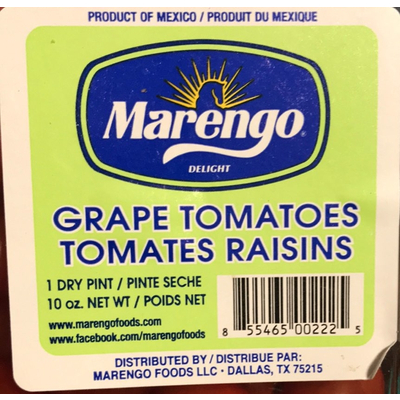 PRODUCT OF MEXICO / PRODUIT DU MEXIQUE
Marengo
DELIGHT
GRAPE TOMATOES
TOMATES RAISINS
1 DRY PINT / PINTE SECHE
10 oz. NET WT / POIDS NET
www.marengofoods.com
www.facebook.com/marengofoods
8 55465 00222 5
DISTRIBUTED BY / DISTRIBUE PAR:
MARENGO FOODS LLC • DALLAS, TX 75215